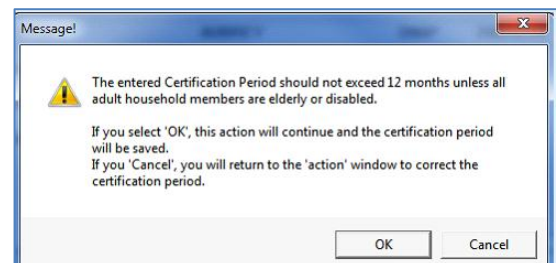 Message!
The entered Certification Period should not exceed 12 months unless all
adult household members are elderly or disabled.
If you select 'OK', this action will continue and the certification period
will be saved.
If you 'Cancel', you will return to the 'action' window to correct the
certification period.
OK
Cancel